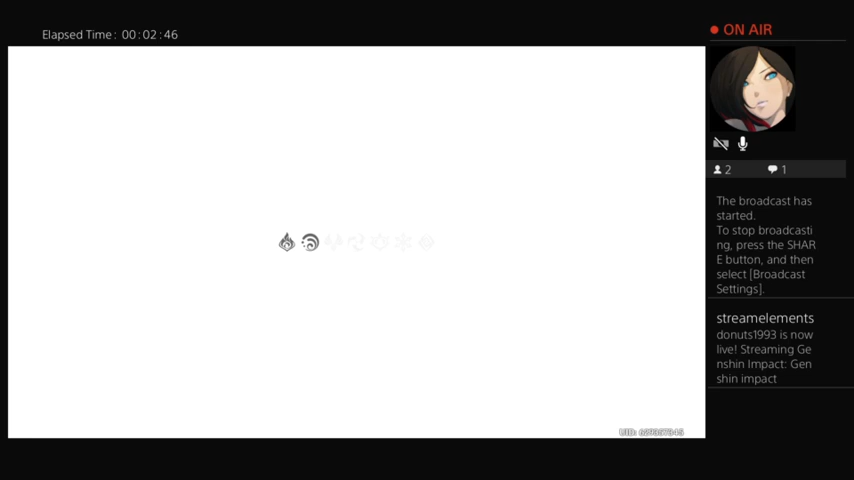 Elapsed Time: 00:02:46
ON AIR
2
1
The broadcast has
started.
To stop broadcasti
ng, press the SHAR
E button, and then
select [Broadcast
Settings].
streamelements
donuts1993 is now
live! Streaming Ge
nshin Impact: Gen
shin impact
UID: